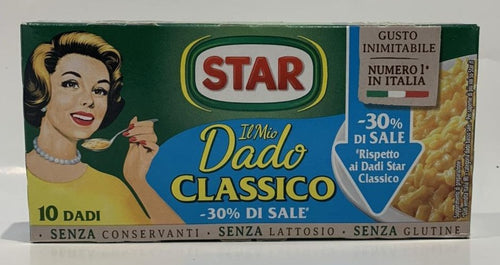 STAR
Il Mio
Dado
CLASSICO
-30% DI SALE*
10 DADI
GUSTO
INIMITABILE
NUMERO 1*
IN ITALIA
-30%
DI SALE
*Rispetto
ai Dadi Star
Classico
SENZA CONSERVANTI · SENZA LATTOSIO · SENZA GLUTINE